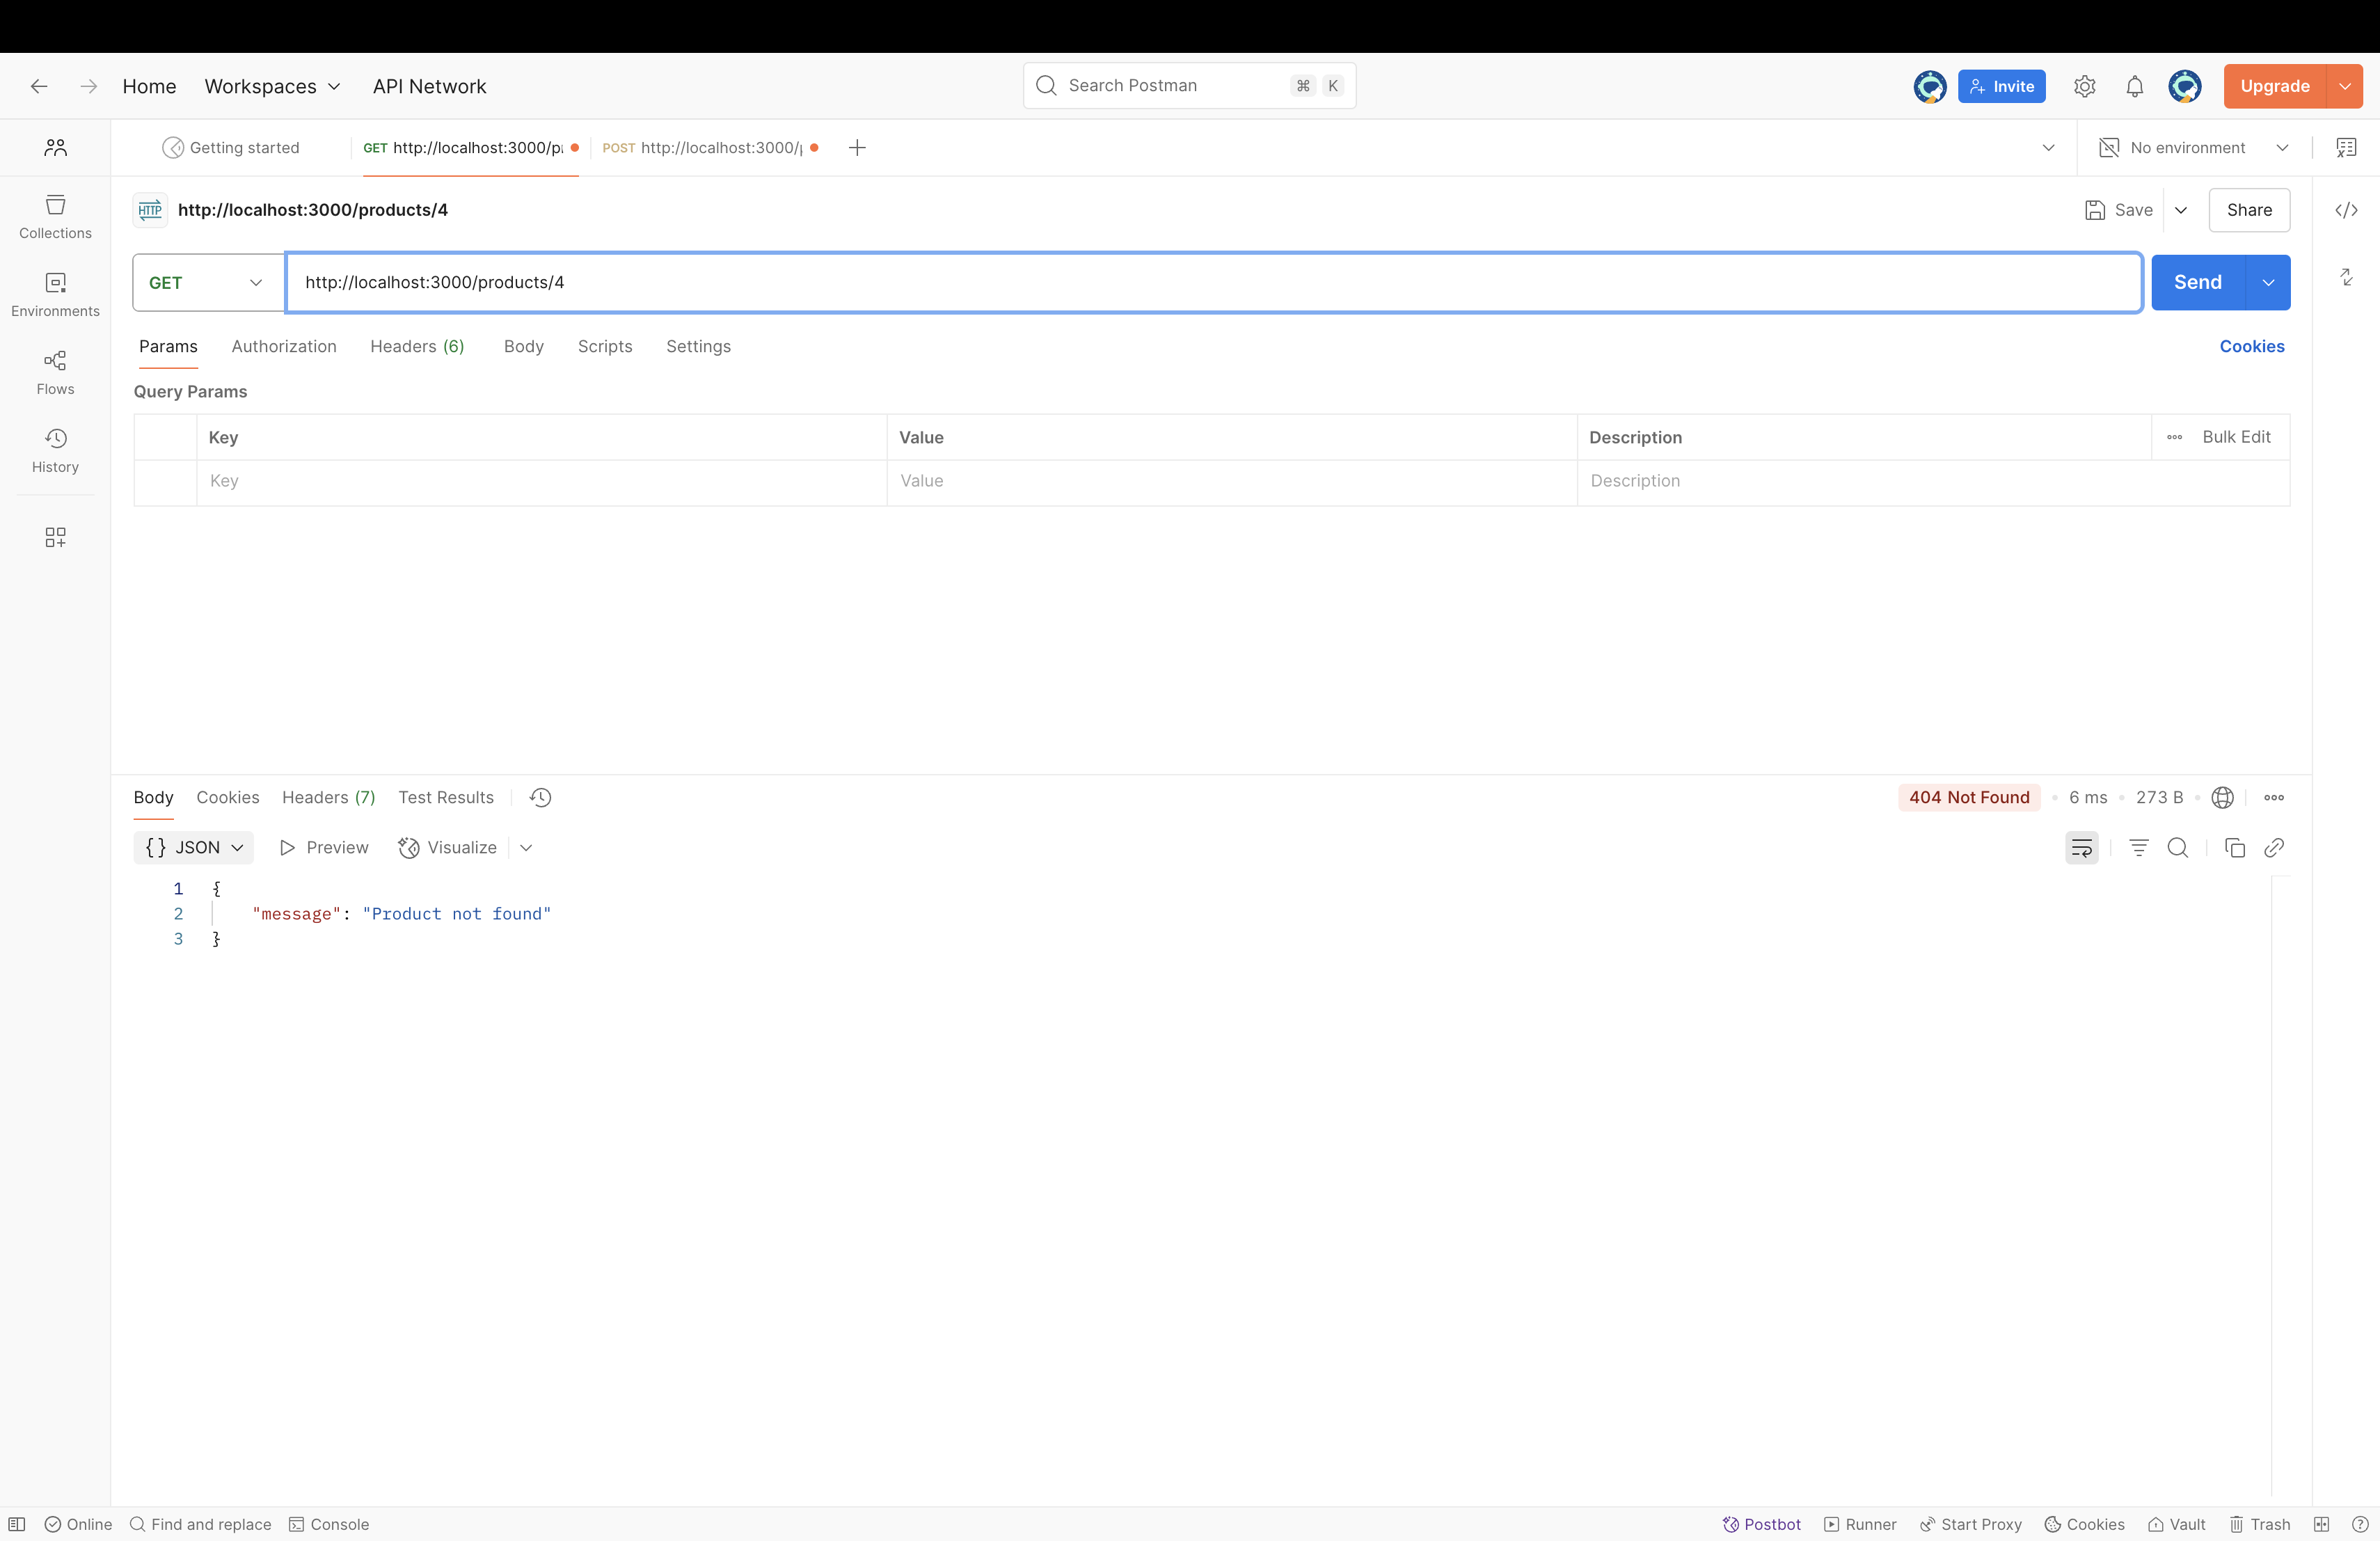 Home Workspaces API Network Search Postman ⌘ K Invite Upgrade
Getting started GET http://localhost:3000/pr POST http://localhost:3000/p No environment
HTTP http://localhost:3000/products/4 Save Share
Collections
Environments
Flows
History
GET http://localhost:3000/products/4 Send
Params Authorization Headers (6) Body Scripts Settings Cookies
Query Params
Key Value Description Bulk Edit
Key Value Description
Body Cookies Headers (7) Test Results 404 Not Found 6 ms 273 B
{} JSON Preview Visualize
1 {
2 "message": "Product not found"
3 }
Online Find and replace Console Postbot Runner Start Proxy Cookies Vault Trash